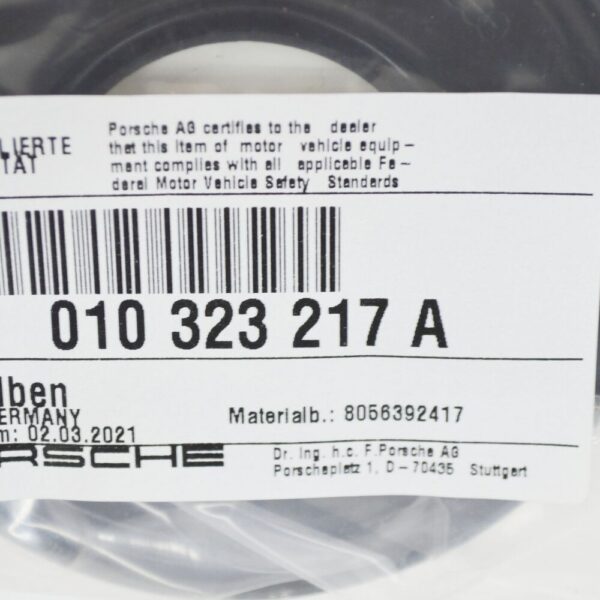 LIERTE
TÄT
Porsche AG certifies to the dealer
that this item of motor vehicle equip-
ment complies with all applicable Fe-
deral Motor Vehicle Safety Standards
010 323 217 A
lben
ERMANY
Materialb.: 8056392417
m: 02.03.2021
RSCHE
Dr. Ing. h.c. F.Porsche AG
Porscheplatz 1, D-70435 Stuttgart